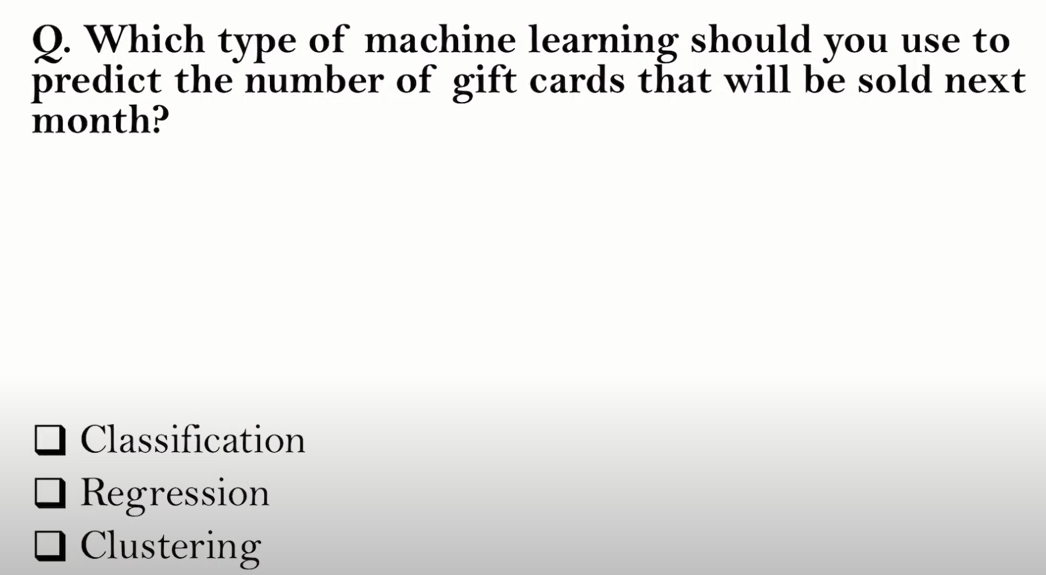 Q. Which type of machine learning should you use to
predict the number of gift cards that will be sold next
month?
❑ Classification
❑ Regression
❑ Clustering